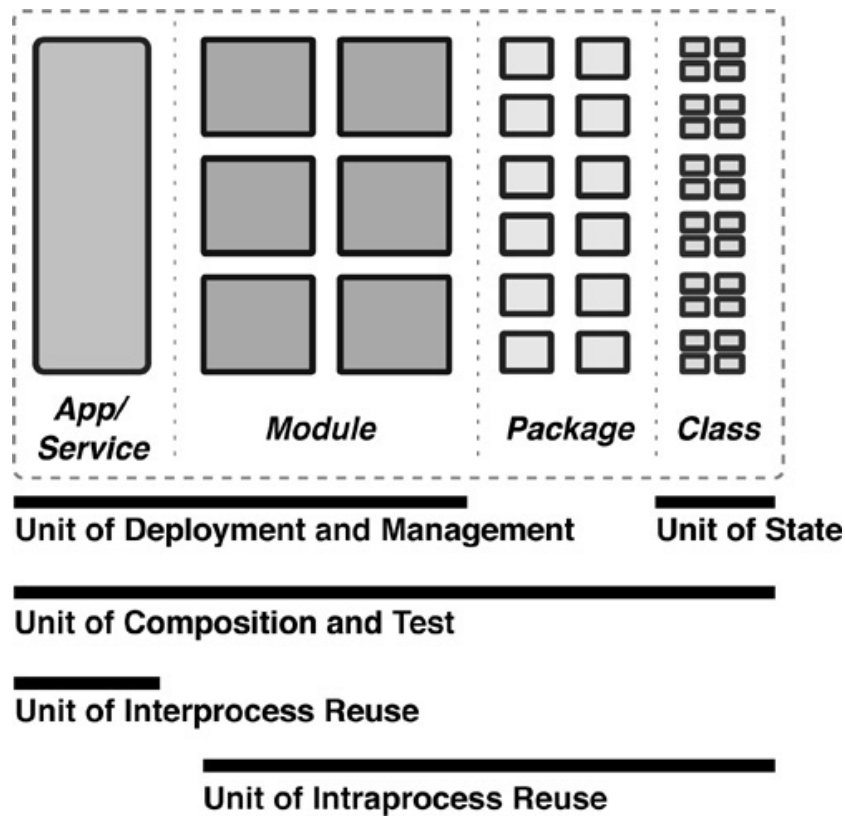 App/
Service
Module
Package
Class
Unit of Deployment and Management
Unit of State
Unit of Composition and Test
Unit of Interprocess Reuse
Unit of Intraprocess Reuse